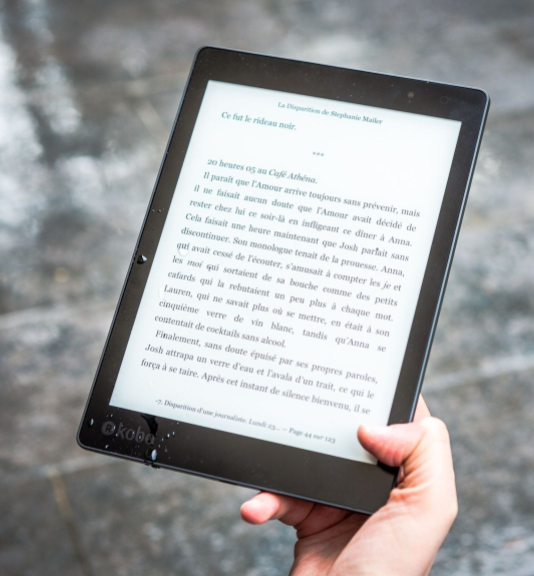 La Disparition de Stephanie Mailer
Ce fut le rideau noir.
***
20 heures 05 au Café Athéna.
Il paraît que l'Amour arrive toujours sans prévenir, mais
il ne faisait aucun doute que l'Amour avait décidé de
rester chez lui ce soir-là en infligeant ce dîner à Anna.
Cela faisait une heure maintenant que Josh parlait sans
discontinuer. Son monologue tenait de la prouesse. Anna,
qui avait cessé de l'écouter, s'amusait à compter les je et
les moi qui sortaient de sa bouche comme des petits
cafards qui la rebutaient un peu plus à chaque mot.
Lauren, qui ne savait plus où se mettre, en était à son
cinquième verre de vin blanc, tandis qu'Anna se
contentait de cocktails sans alcool.
Finalement, sans doute épuisé par ses propres paroles,
Josh attrapa un verre d'eau et l'avala d'un trait, ce qui le
força à se taire. Après cet instant de silence bienvenu, il se
-7. Disparition d'une journaliste. Lundi 23... — Page 44 sur 123
kobo